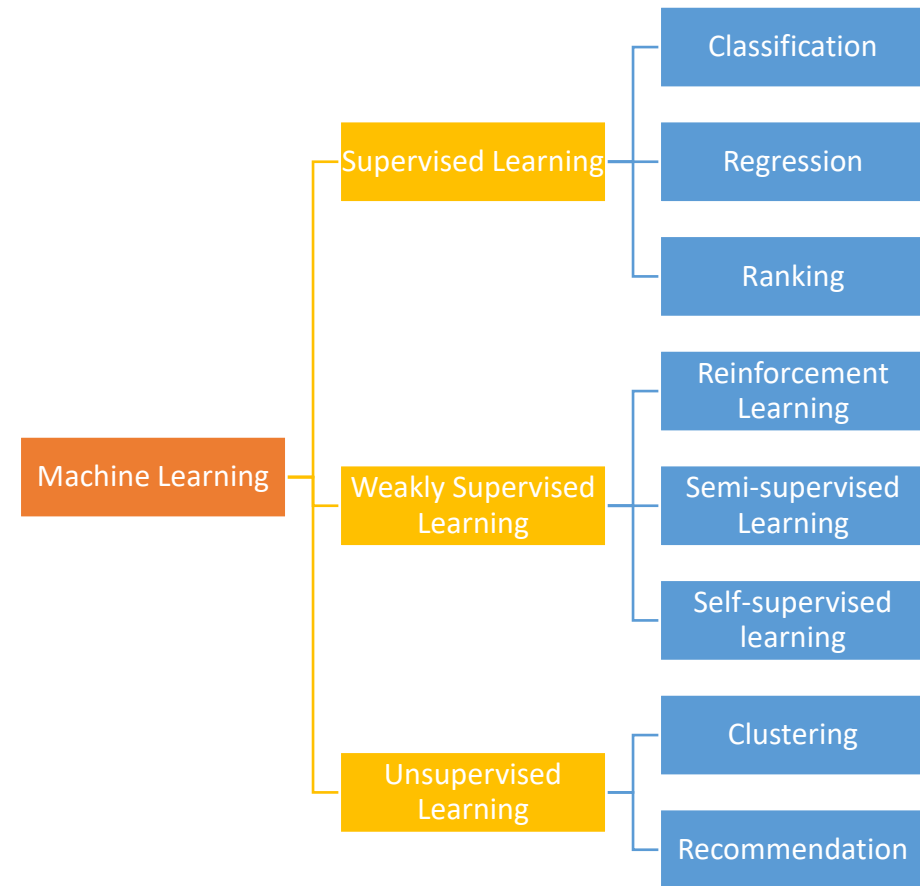 Classification
Supervised Learning
Regression
Ranking
Reinforcement
Learning
Machine Learning
Weakly Supervised
Learning
Semi-supervised
Learning
Self-supervised
learning
Clustering
Unsupervised
Learning
Recommendation